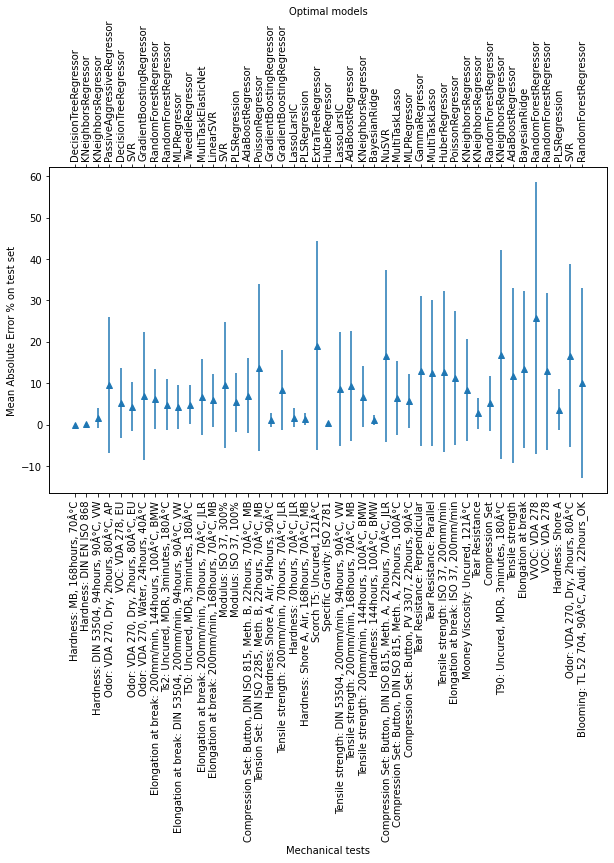 Optimal models
DecisionTreeRegressor
KNeighborsRegressor
KNeighborsRegressor
PassiveAggressiveRegressor
DecisionTreeRegressor
SVR
GradientBoostingRegressor
RandomForestRegressor
RandomForestRegressor
MLPRegressor
TweedieRegressor
MultiTaskElasticNet
LinearSVR
SVR
PLSRegression
AdaBoostRegressor
PoissonRegressor
GradientBoostingRegressor
GradientBoostingRegressor
LassoLarsIC
PLSRegression
ExtraTreeRegressor
HuberRegressor
LassoLarsIC
AdaBoostRegressor
KNeighborsRegressor
BayesianRidge
NuSVR
MultiTaskLasso
MLPRegressor
GammaRegressor
MultiTaskLasso
HuberRegressor
PoissonRegressor
KNeighborsRegressor
KNeighborsRegressor
RandomForestRegressor
RandomForestRegressor
AdaBoostRegressor
BayesianRidge
RandomForestRegressor
RandomForestRegressor
PLSRegression
SVR
RandomForestRegressor
Mean Absolute Error % on test set
60
50
40
30
20
10
0
−10
Hardness: MB, 168hours, 70Â°C
Hardness: DIN EN ISO 868
Hardness: DIN 53504, 94hours, 90Â°C, VW
Odor: VDA 270, Dry, 2hours, 80Â°C, AP
VOC: VDA 278, EU
Odor: VDA 270, Dry, 2hours, 80Â°C, EU
Odor: VDA 270, Water, 24hours, 40Â°C
Elongation at break: 200mm/min, 144hours, 100Â°C, BMW
Ts2: Uncured, MDR, 3minutes, 180Â°C
Elongation at break: DIN 53504, 200mm/min, 94hours, 90Â°C, VW
T50: Uncured, MDR, 3minutes, 180Â°C
Elongation at break: 200mm/min, 70hours, 70Â°C, JLR
Elongation at break: 200mm/min, 168hours, 70Â°C, MB
Modulus: ISO 37, 300%
Modulus: ISO 37, 100%
Compression Set: Button, DIN ISO 815, Meth. B, 22hours, 70Â°C, MB
Tension Set: DIN ISO 2285, Meth. B, 22hours, 70Â°C, MB
Hardness: Shore A, Air, 94hours, 90Â°C
Tensile strength: 200mm/min, 70hours, 70Â°C, JLR
Hardness: 70hours, 70Â°C, JLR
Hardness: Shore A, Air, 168hours, 70Â°C, MB
Scorch T5: Uncured, 121Â°C
Specific Gravity: ISO 2781
Tensile strength: DIN 53504, 200mm/min, 94hours, 90Â°C, VW
Tensile strength: 200mm/min, 168hours, 70Â°C, MB
Tensile strength: 200mm/min, 144hours, 100Â°C, BMW
Hardness: 144hours, 100Â°C, BMW
Compression Set: Button, DIN ISO 815, Meth. A, 22hours, 70Â°C, JLR
Compression Set: Button, DIN ISO 815, Meth. A, 22hours, 100Â°C
Compression Set: Button, PV 3307, 22hours, 90Â°C
Tear Resistance: Perpendicular
Tear Resistance: Parallel
Tensile strength: ISO 37, 200mm/min
Elongation at break: ISO 37, 200mm/min
Mooney Viscosity: Uncured,121Â°C
Tear Resistance
Compression Set
T90: Uncured, MDR, 3minutes, 180Â°C
Tensile strength
Elongation at break
VOC: VDA 278
Hardness: Shore A
Odor: VDA 270, Dry, 2hours, 80Â°C
Blooming: TL 52 704, 90Â°C, Audi, 22hours_OK
Mechanical tests